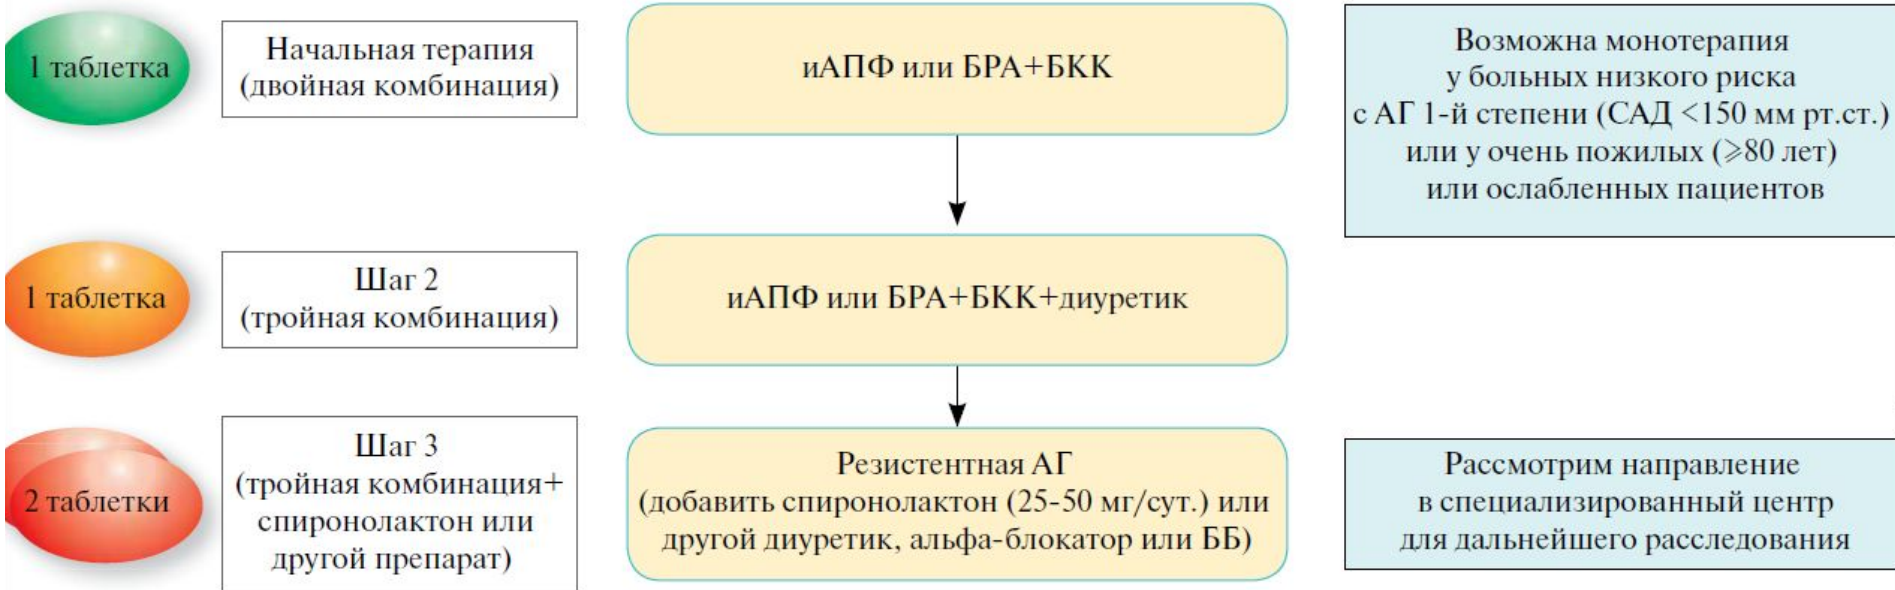 1 таблетка
Начальная терапия
(двойная комбинация)
иАПФ или БРА+БКК
Возможна монотерапия
у больных низкого риска
с АГ 1-й степени (САД <150 мм рт.ст.)
или у очень пожилых (⩾80 лет)
или ослабленных пациентов
1 таблетка
Шаг 2
(тройная комбинация)
иАПФ или БРА+БКК+диуретик
2 таблетки
Шаг 3
(тройная комбинация+
спиронолактон или
другой препарат)
Резистентная АГ
(добавить спиронолактон (25-50 мг/сут.) или
другой диуретик, альфа-блокатор или ББ)
Рассмотрим направление
в специализированный центр
для дальнейшего расследования